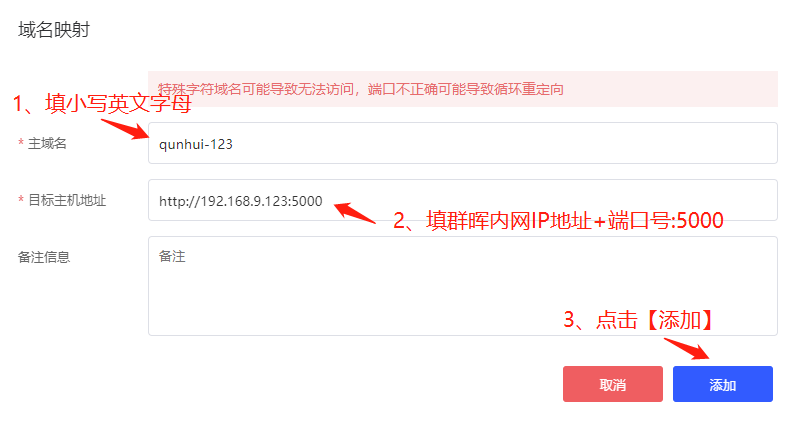 域名映射
特殊字符域名可能导致无法访问，端口不正确可能导致循环重定向
1、填小写英文字母
* 主域名
qunhui-123
* 目标主机地址
http://192.168.9.123:5000
2、填群晖内网IP地址+端口号:5000
备注信息
备注
3、点击【添加】
取消
添加